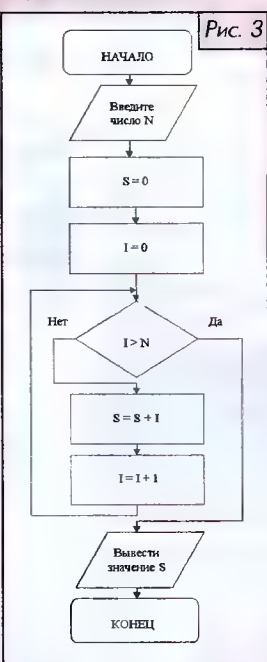 Рис. 3
НАЧАЛО
Введите
число N
S = 0
I = 0
Нет
Да
I > N
S = S + I
I = I + 1
Вывести
значение S
КОНЕЦ